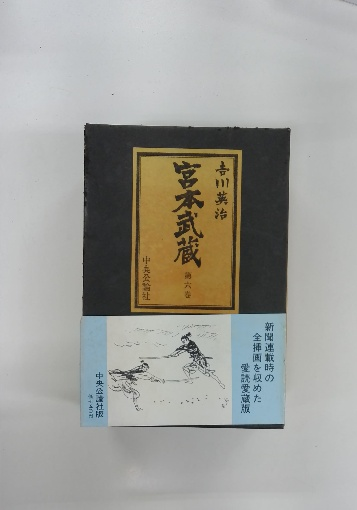 吉川英治
宮本武蔵
第六巻
中央公論社
新聞連載時の
全挿画を収めた
愛読愛蔵版
中央公論社版